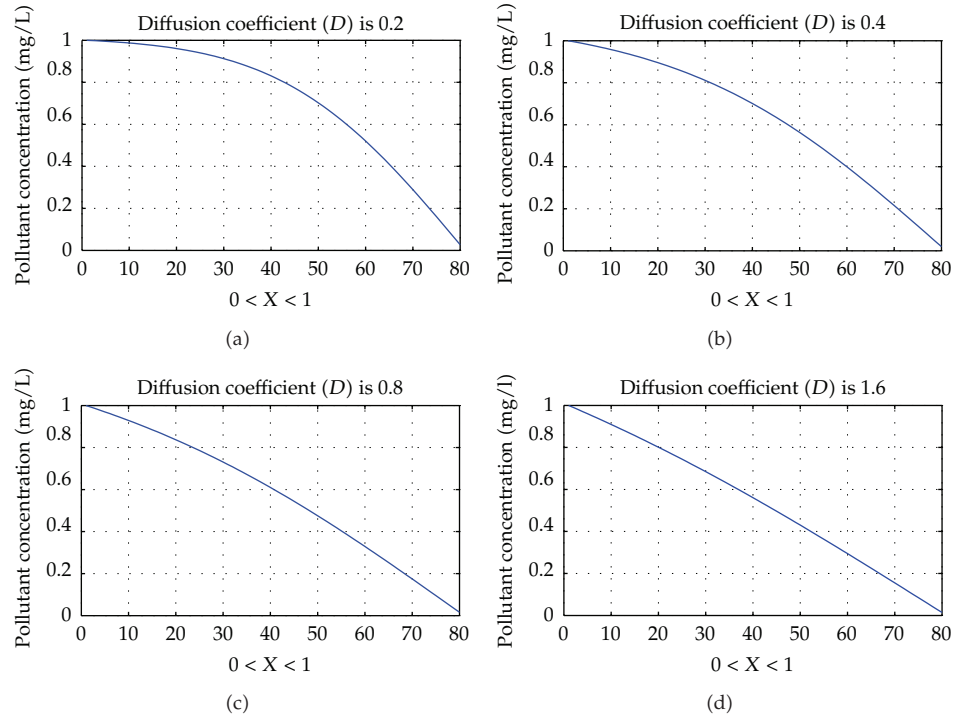 Diffusion coefficient (D) is 0.2
Pollutant concentration (mg/L)
1
0.8
0.6
0.4
0.2
0
0 10 20 30 40 50 60 70 80
0 < X < 1
(a)
Diffusion coefficient (D) is 0.4
Pollutant concentration (mg/L)
1
0.8
0.6
0.4
0.2
0
0 10 20 30 40 50 60 70 80
0 < X < 1
(b)
Diffusion coefficient (D) is 0.8
Pollutant concentration (mg/L)
1
0.8
0.6
0.4
0.2
0
0 10 20 30 40 50 60 70 80
0 < X < 1
(c)
Diffusion coefficient (D) is 1.6
Pollutant concentration (mg/l)
1
0.8
0.6
0.4
0.2
0
0 10 20 30 40 50 60 70 80
0 < X < 1
(d)